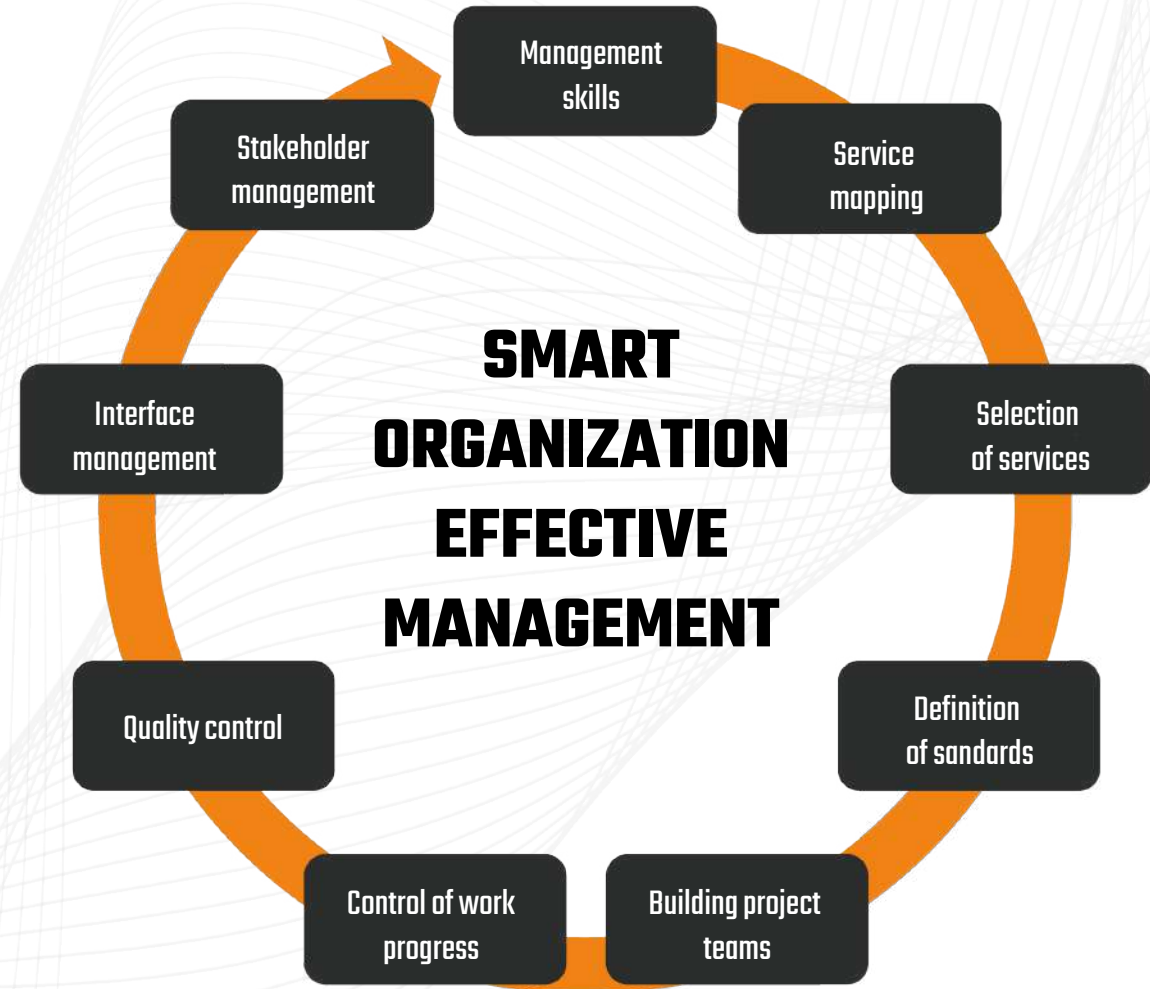 Management
skills
Service
mapping
Selection
of services
Definition
of sandards
Building project
teams
Control of work
progress
Quality control
Interface
management
Stakeholder
management
SMART
ORGANIZATION
EFFECTIVE
MANAGEMENT